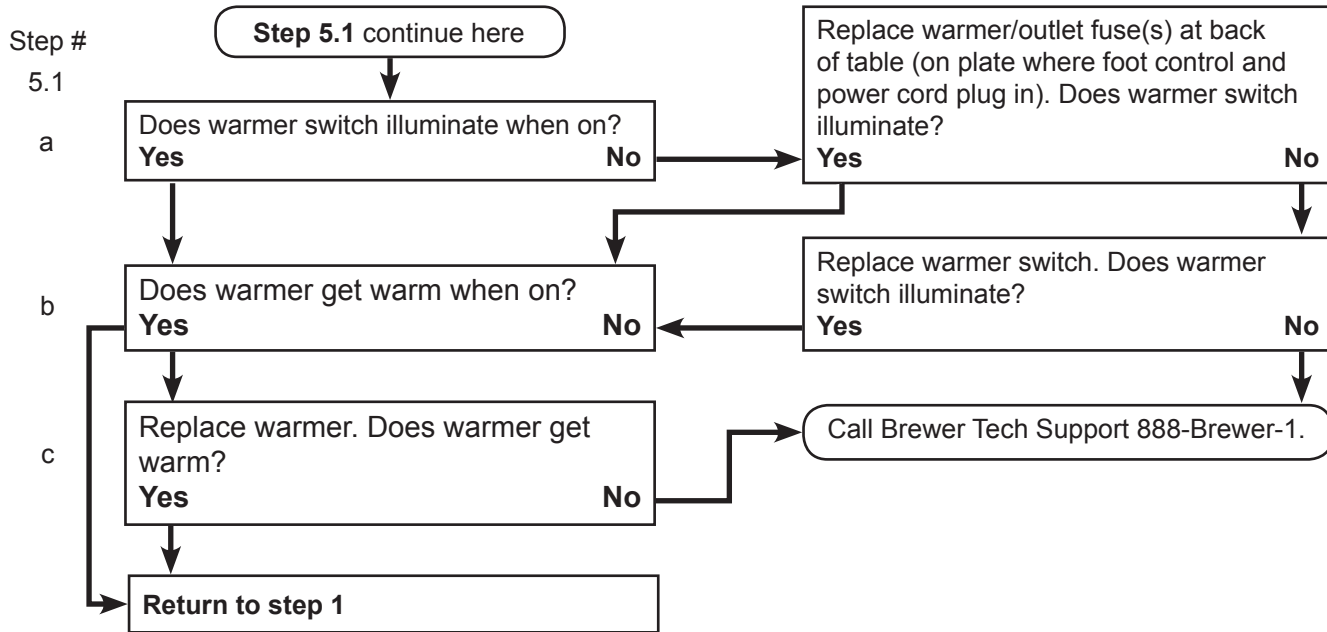 Step #
5.1
Step 5.1 continue here
a
Does warmer switch illuminate when on?
Yes No
Replace warmer/outlet fuse(s) at back
of table (on plate where foot control and
power cord plug in). Does warmer switch
illuminate?
Yes No
b
Does warmer get warm when on?
Yes No
Replace warmer switch. Does warmer
switch illuminate?
Yes No
c
Replace warmer. Does warmer get
warm?
Yes No
Call Brewer Tech Support 888-Brewer-1.
Return to step 1